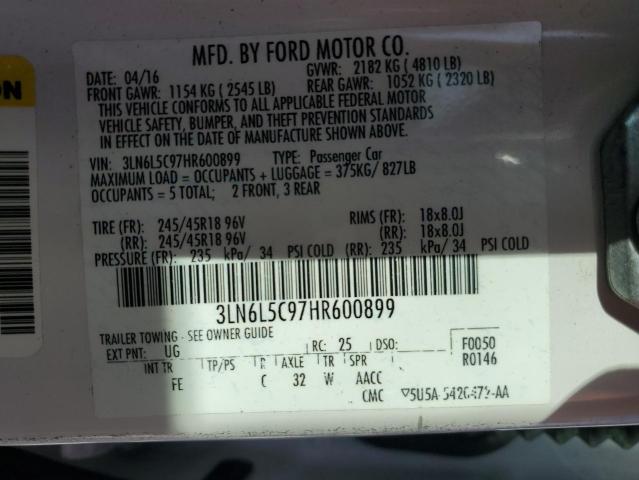 ON
MFD. BY FORD MOTOR CO.
DATE: 04/16 GVWR: 2182 KG ( 4810 LB)
FRONT GAWR: 1154 KG ( 2545 LB) REAR GAWR: 1052 KG ( 2320 LB)
THIS VEHICLE CONFORMS TO ALL APPLICABLE FEDERAL MOTOR
VEHICLE SAFETY, BUMPER, AND THEFT PREVENTION STANDARDS
IN EFFECT ON THE DATE OF MANUFACTURE SHOWN ABOVE.
VIN: 3LN6L5C97HR600899 TYPE: Passenger Car
MAXIMUM LOAD = OCCUPANTS + LUGGAGE = 375KG/ 827LB
OCCUPANTS = 5 TOTAL; 2 FRONT, 3 REAR
TIRE (FR): 245/45R18 96V RIMS (FR): 18x8.0J
(RR): 245/45R18 96V (RR): 18x8.0J
PRESSURE (FR): 235 kPa/ 34 PSI COLD (RR): 235 kPa/ 34 PSI COLD
3LN6L5C97HR600899
TRAILER TOWING - SEE OWNER GUIDE
EXT PNT: UG RC: 25 DSO: F0050
R0146
INT TR TP/PS R AXLE TR SPR
FE C 32 W AACC
CMC